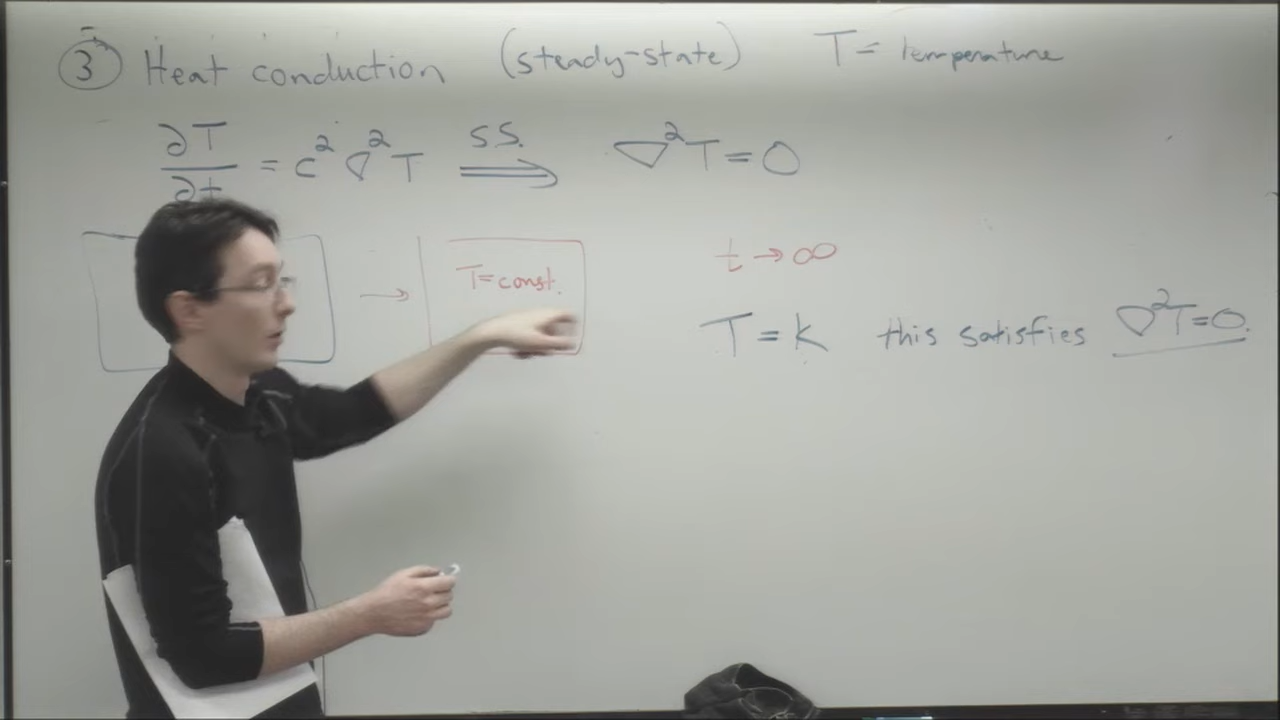 ③ Heat conduction (steady-state) T = Temperature
∂T/∂t = c²∇²T S.S. ⟹ ∇²T = 0
→ T=const. t → ∞
T = k this satisfies ∇²T=0.